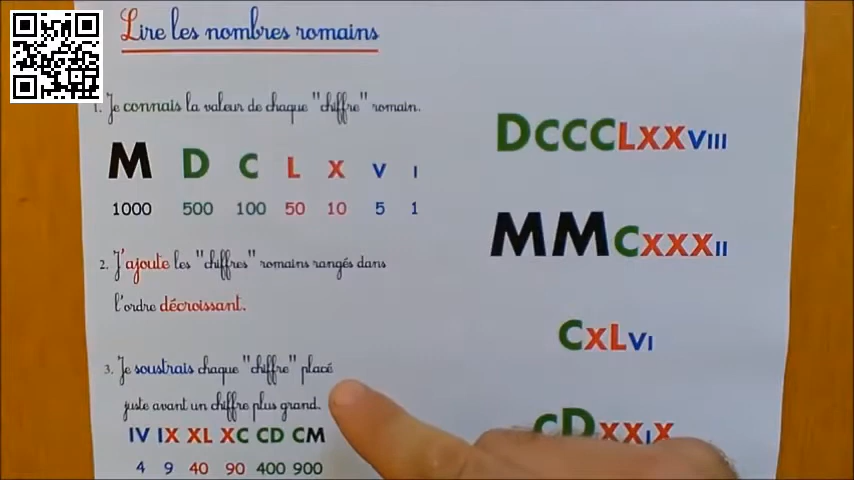 Lire les nombres romains
1. Je connais la valeur de chaque "chiffre" romain.
M D C L X V I
1000 500 100 50 10 5 1
2. J'ajoute les "chiffres" romains rangés dans
l'ordre décroissant.
3. Je soustrais chaque "chiffre" placé
juste avant un chiffre plus grand.
IV IX XL XC CD CM
4 9 40 90 400 900
DCCCLXXVIII
MMCXXXII
CXLVI
CDXXIX